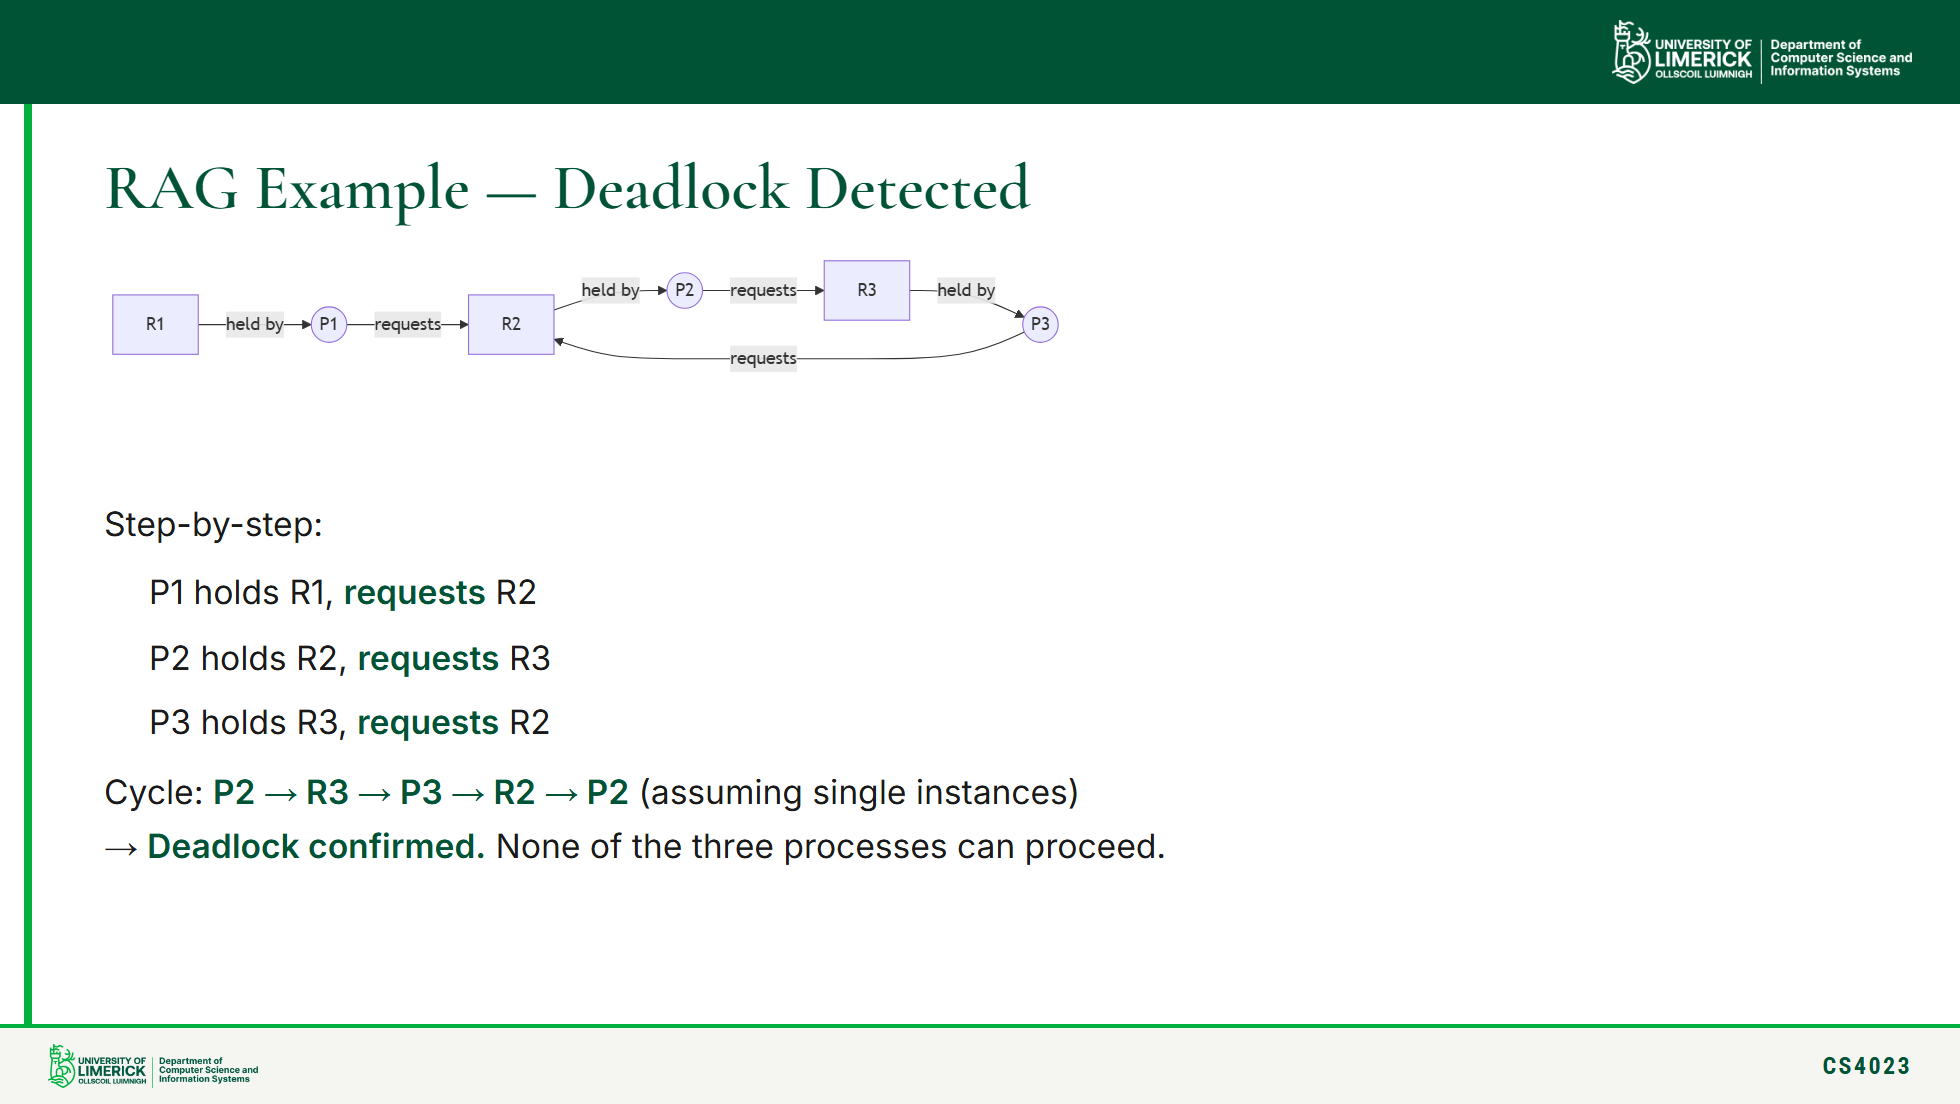 UNIVERSITY OF
LIMERICK
OLLSCOIL LUIMNIGH
Department of
Computer Science and
Information Systems
RAG Example — Deadlock Detected
R1
held by
P1
requests
R2
held by
P2
requests
R3
held by
P3
requests
Step-by-step:
P1 holds R1, requests R2
P2 holds R2, requests R3
P3 holds R3, requests R2
Cycle: P2 → R3 → P3 → R2 → P2 (assuming single instances)
→ Deadlock confirmed. None of the three processes can proceed.
UNIVERSITY OF
LIMERICK
OLLSCOIL LUIMNIGH
Department of
Computer Science and
Information Systems
CS4023